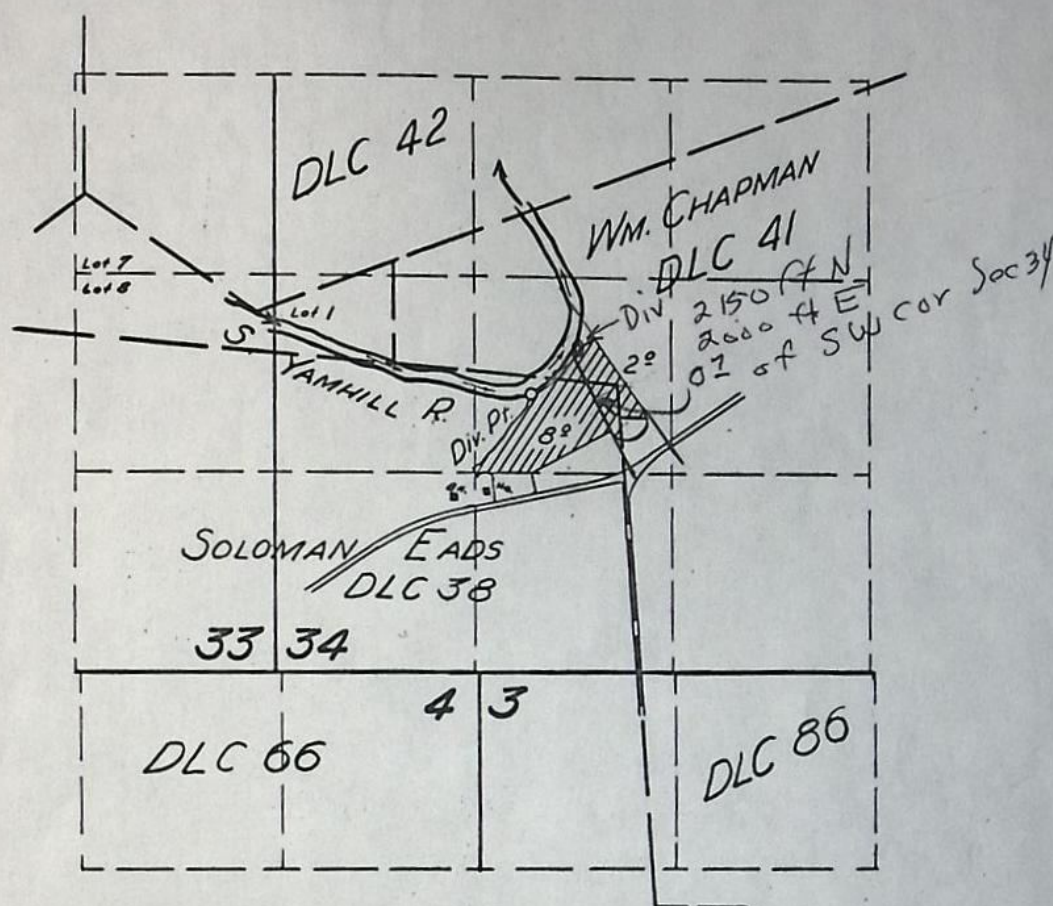 DLC 42
WM. CHAPMAN
DLC 41
Lot 7
Lot 8
Lot 1
S. YAMHILL R.
Div 2150 ft N
2000 ft E
of SW cor Sec 34
2º
Div. Pt.
8º
SOLOMAN EADS
DLC 38
33 34
4 3
DLC 66
DLC 86